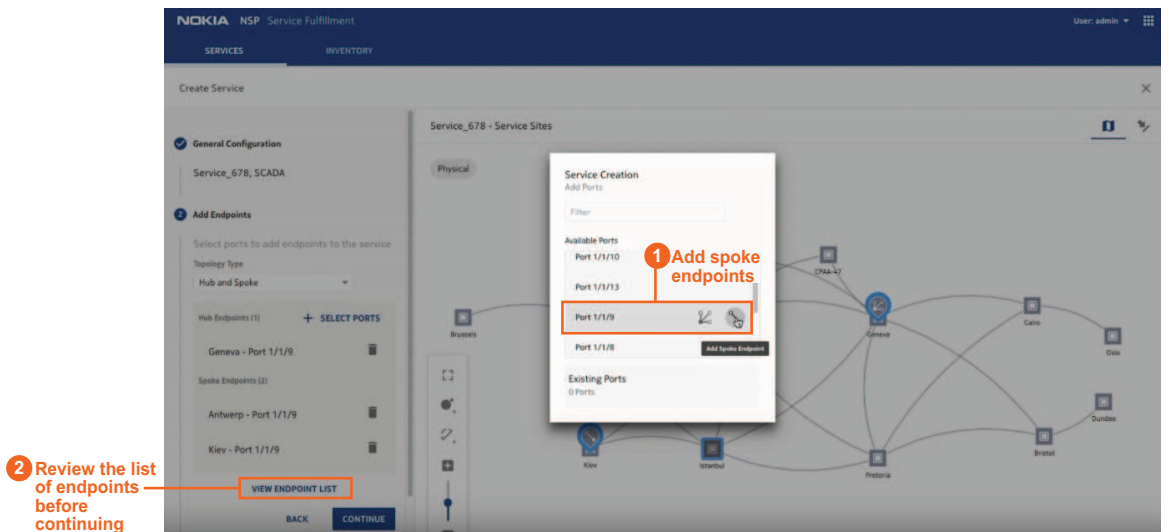 NOKIA NSP Service Fulfillment
User: admin
SERVICES INVENTORY
Create Service
General Configuration
Service_678, SCADA
2 Add Endpoints
Select ports to add endpoints to the service
Topology Type
Hub and Spoke
Hub Endpoints (1) + SELECT PORTS
Geneva - Port 1/1/9
Spoke Endpoints (2)
Antwerp - Port 1/1/9
Kiev - Port 1/1/9
VIEW ENDPOINT LIST
BACK CONTINUE
2 Review the list
of endpoints
before
continuing
Service_678 - Service Sites
Physical
Service Creation
Add Ports
Filter
Available Ports
Port 1/1/10
Port 1/1/13
Port 1/1/9
Port 1/1/8
Add Spoke Endpoint
Existing Ports
0 Ports
1 Add spoke
endpoints
Brussels
CPAA-47
Geneva
Cairo
Oslo
Dundee
Bristol
Pretoria
Istanbul
Kiev